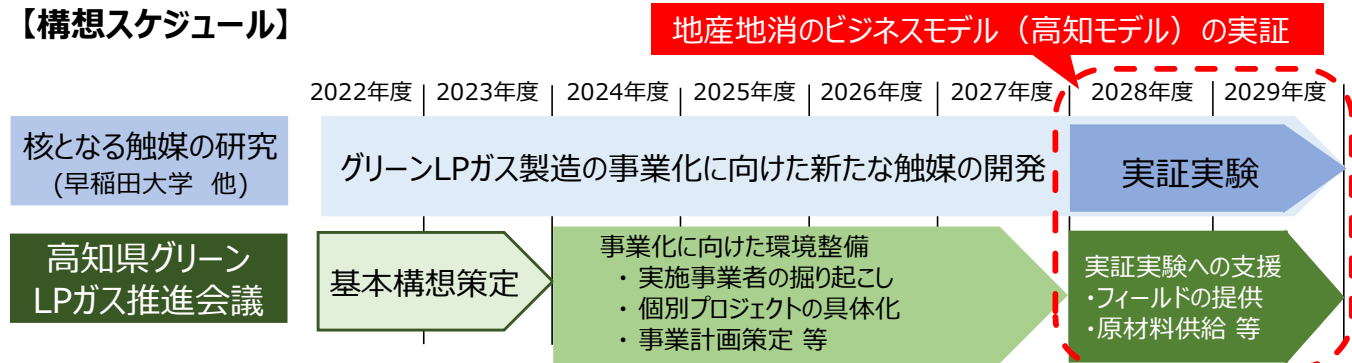 【構想スケジュール】
地産地消のビジネスモデル（高知モデル）の実証
2022年度 2023年度 2024年度 2025年度 2026年度 2027年度 2028年度 2029年度
核となる触媒の研究
(早稲田大学 他)
グリーンLPガス製造の事業化に向けた新たな触媒の開発
実証実験
高知県グリーン
LPガス推進会議
基本構想策定
事業化に向けた環境整備
・ 実施事業者の掘り起こし
・ 個別プロジェクトの具体化
・ 事業計画策定 等
実証実験への支援
・フィールドの提供
・原材料供給 等